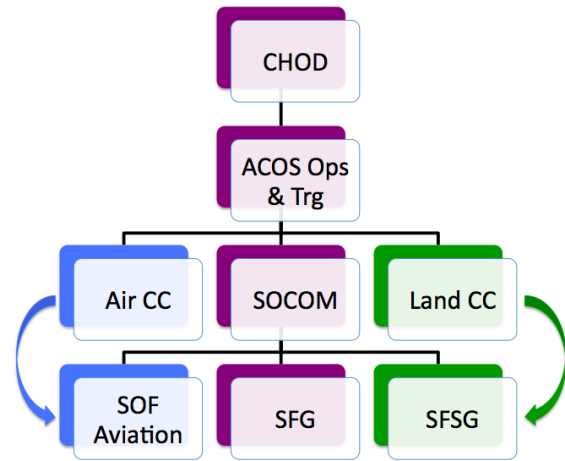 CHOD
ACOS Ops
& Trg
Air CC
SOCOM
Land CC
SOF
Aviation
SFG
SFSG